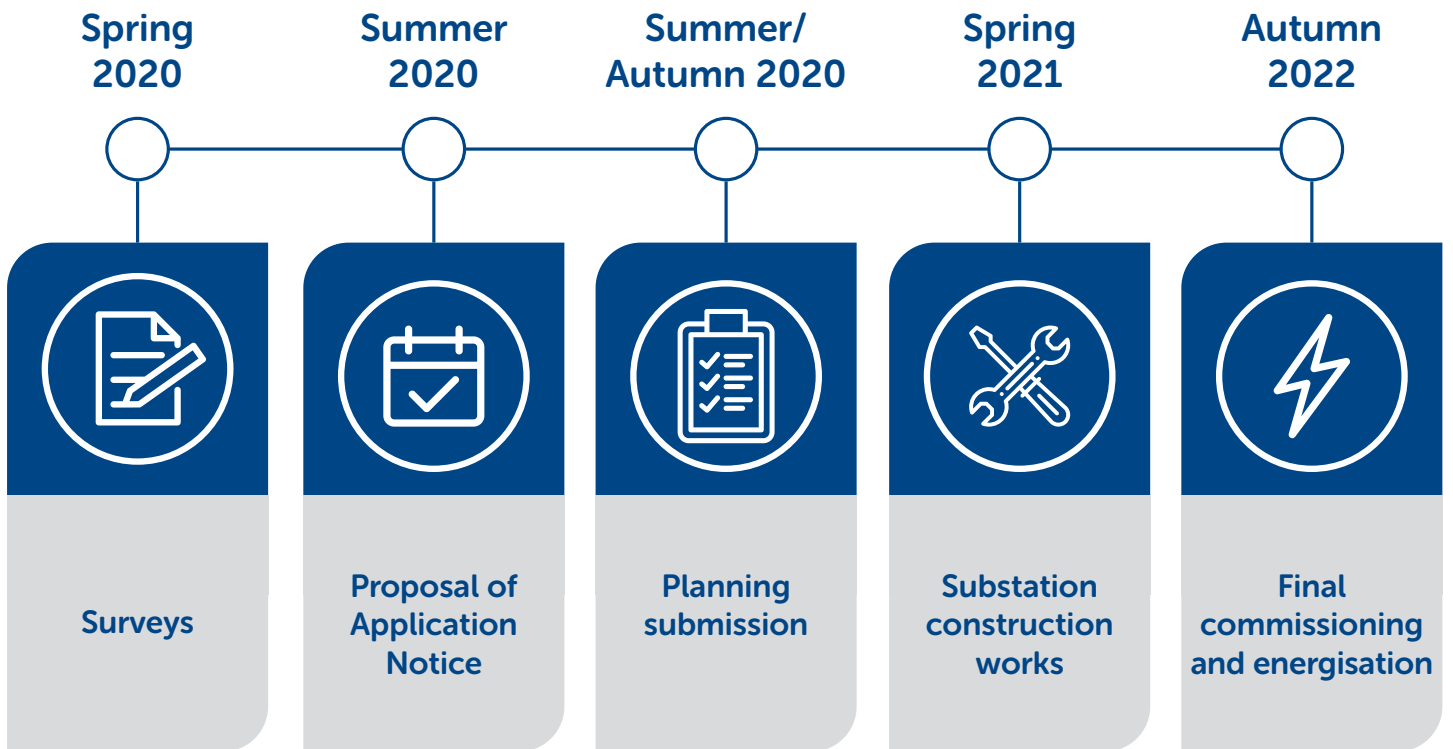 Spring
2020
Summer
2020
Summer/
Autumn 2020
Spring
2021
Autumn
2022
Surveys
Proposal of
Application
Notice
Planning
submission
Substation
construction
works
Final
commissioning
and energisation